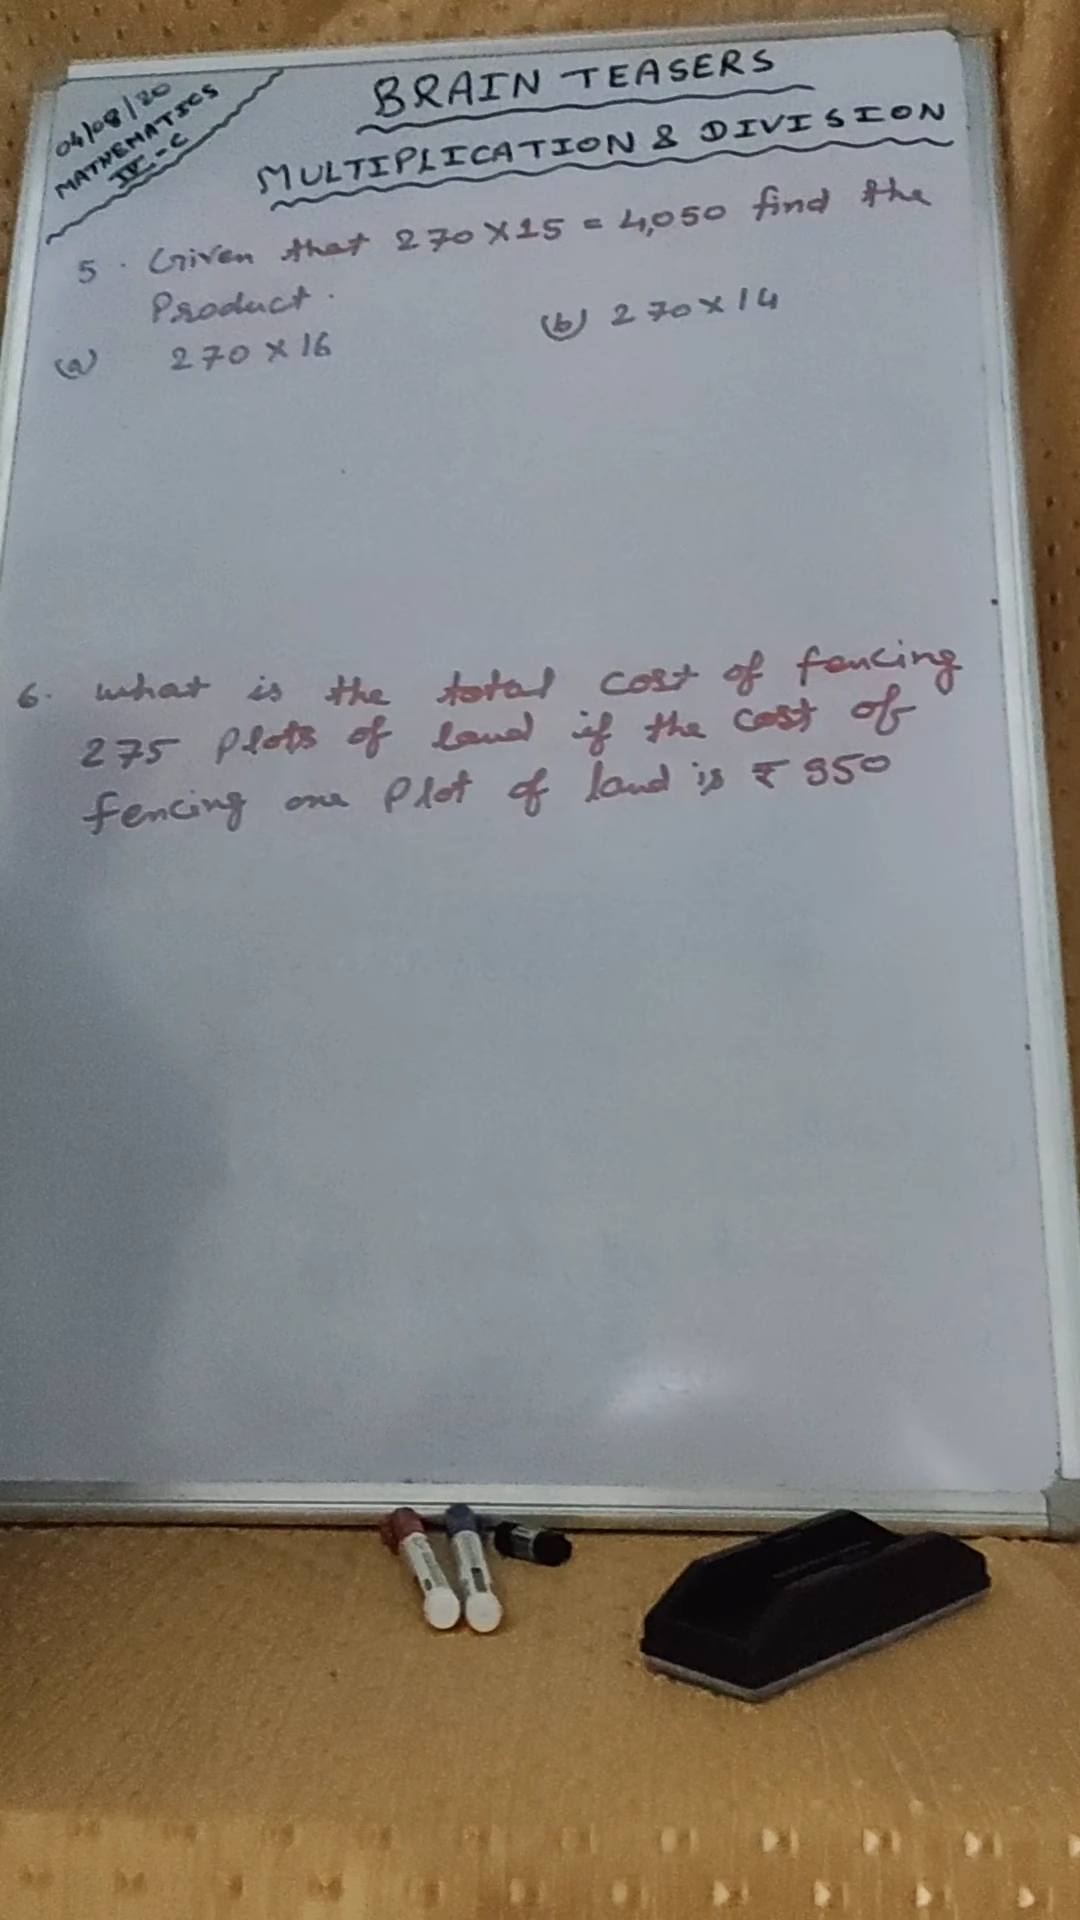 04/08/20
MATHEMATICS
IV-C
BRAIN TEASERS
MULTIPLICATION & DIVISION
5. Given that 270 X 15 = 4,050 find the
Product.
(a) 270 X 16 (b) 270 X 14
6. What is the total cost of fencing
275 Plots of land if the cost of
fencing one Plot of land is ₹ 950